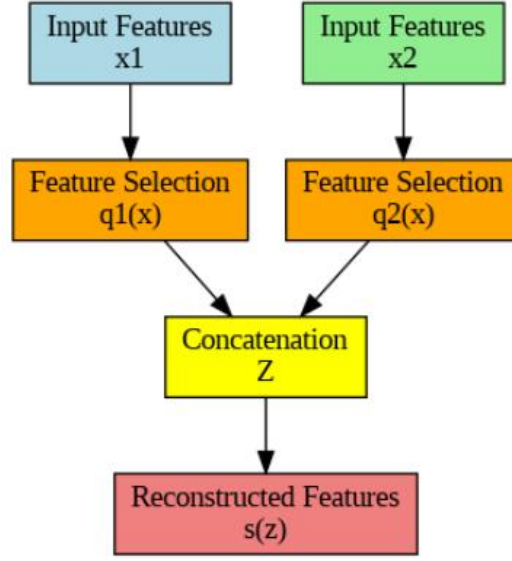 Input Features
x1
Input Features
x2
Feature Selection
q1(x)
Feature Selection
q2(x)
Concatenation
Z
Reconstructed Features
s(z)